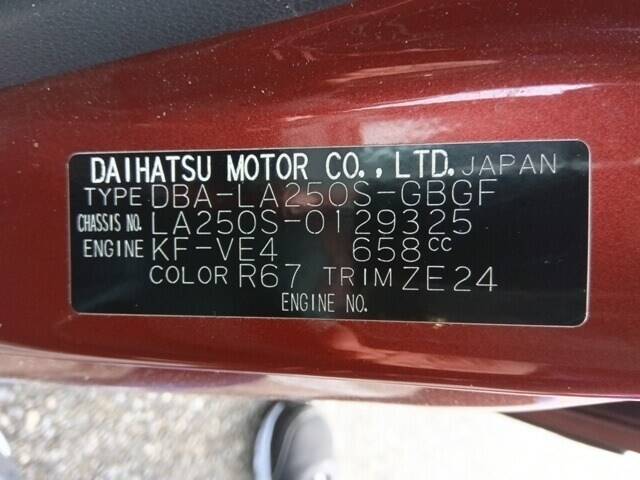 DAIHATSU MOTOR CO., LTD. JAPAN
TYPE DBA-LA250S-GBGF
CHASSIS NO. LA250S-0129325
ENGINE KF-VE4 658cc
COLOR R67 TRIM ZE24
ENGINE NO.